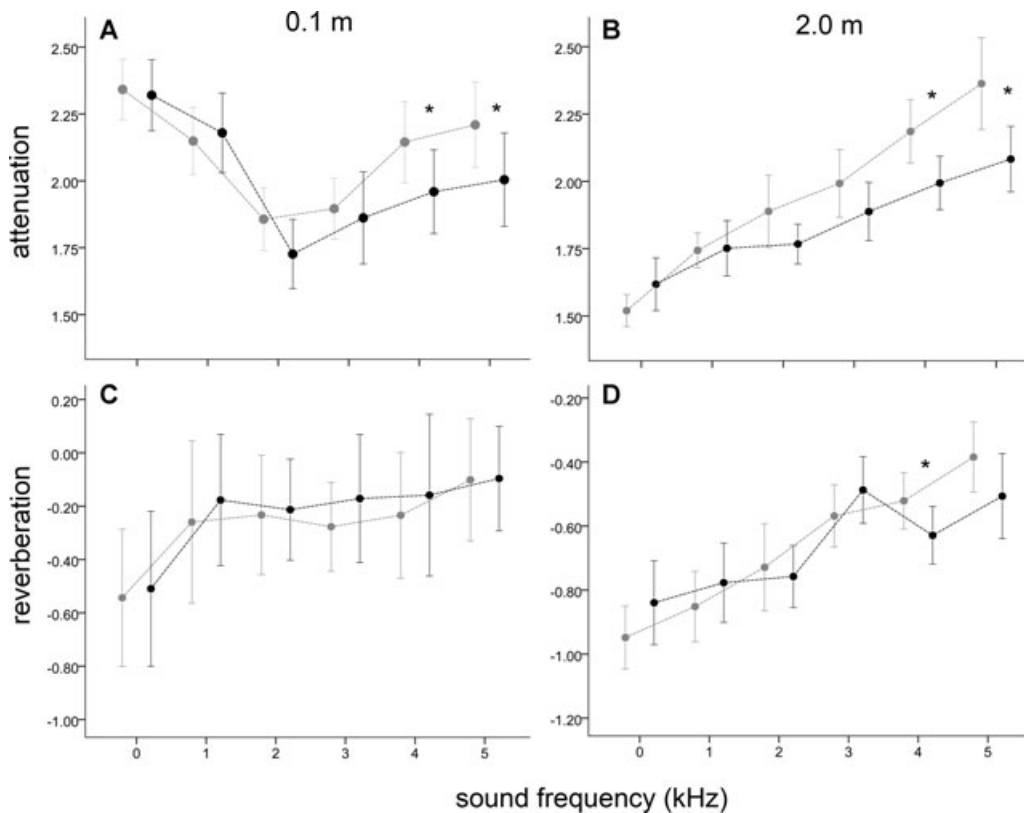 A 0.1 m
B 2.0 m
2.50
2.25
2.00
1.75
1.50
attenuation
* *
2.50
2.25
2.00
1.75
1.50
* *
C
0.20
0.00
-0.20
-0.40
-0.60
-0.80
-1.00
reverberation
0 1 2 3 4 5
D
-0.20
-0.40
-0.60
-0.80
-1.00
-1.20
*
0 1 2 3 4 5
sound frequency (kHz)